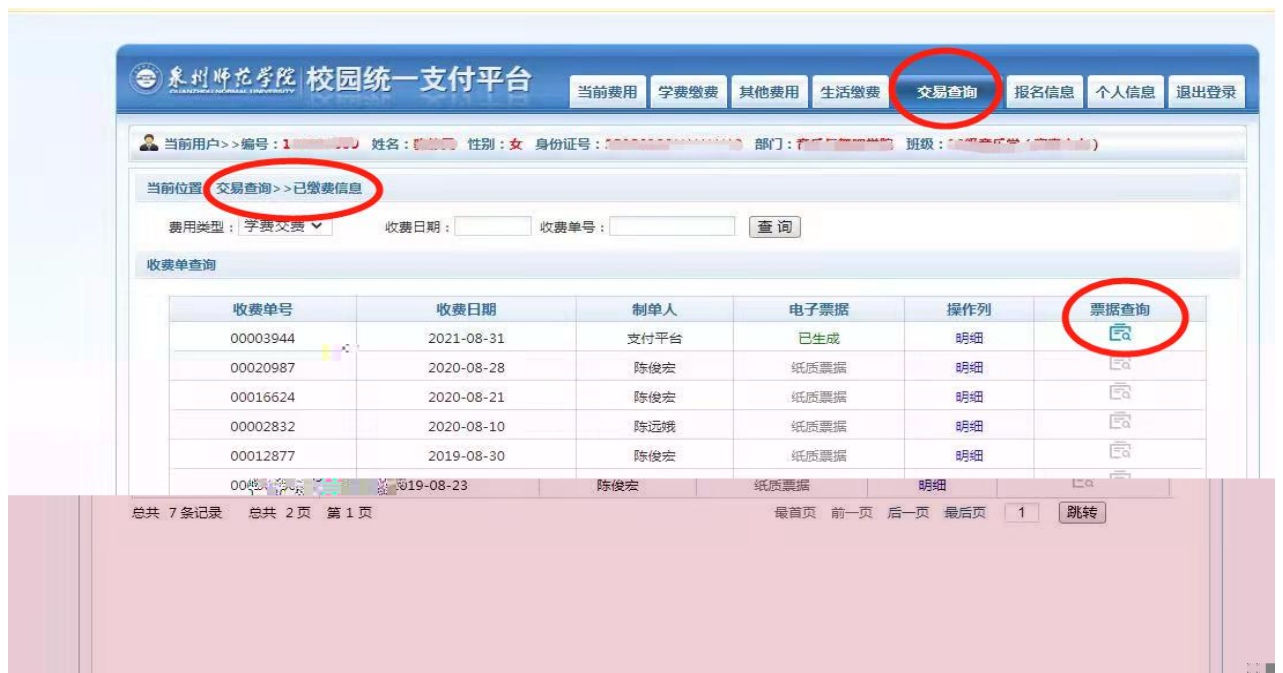 泉州师范学院 校园统一支付平台
QUANZHOU NORMAL UNIVERSITY
当前费用 学费缴费 其他费用 生活缴费 交易查询 报名信息 个人信息 退出登录
当前用户>>编号：1 姓名： 性别：女 身份证号： 部门： 班级：
当前位置 交易查询>>已缴费信息
费用类型：学费交费 收费日期： 收费单号： 查 询
收费单查询
收费单号 收费日期 制单人 电子票据 操作列 票据查询
00003944 2021-08-31 支付平台 已生成 明细
00020987 2020-08-28 陈俊宏 纸质票据 明细
00016624 2020-08-21 陈俊宏 纸质票据 明细
00002832 2020-08-10 陈远娥 纸质票据 明细
00012877 2019-08-30 陈俊宏 纸质票据 明细
019-08-23 陈俊宏 纸质票据 明细
总共 7 条记录 总共 2 页 第 1 页 最首页 前一页 后一页 最后页 1 跳转